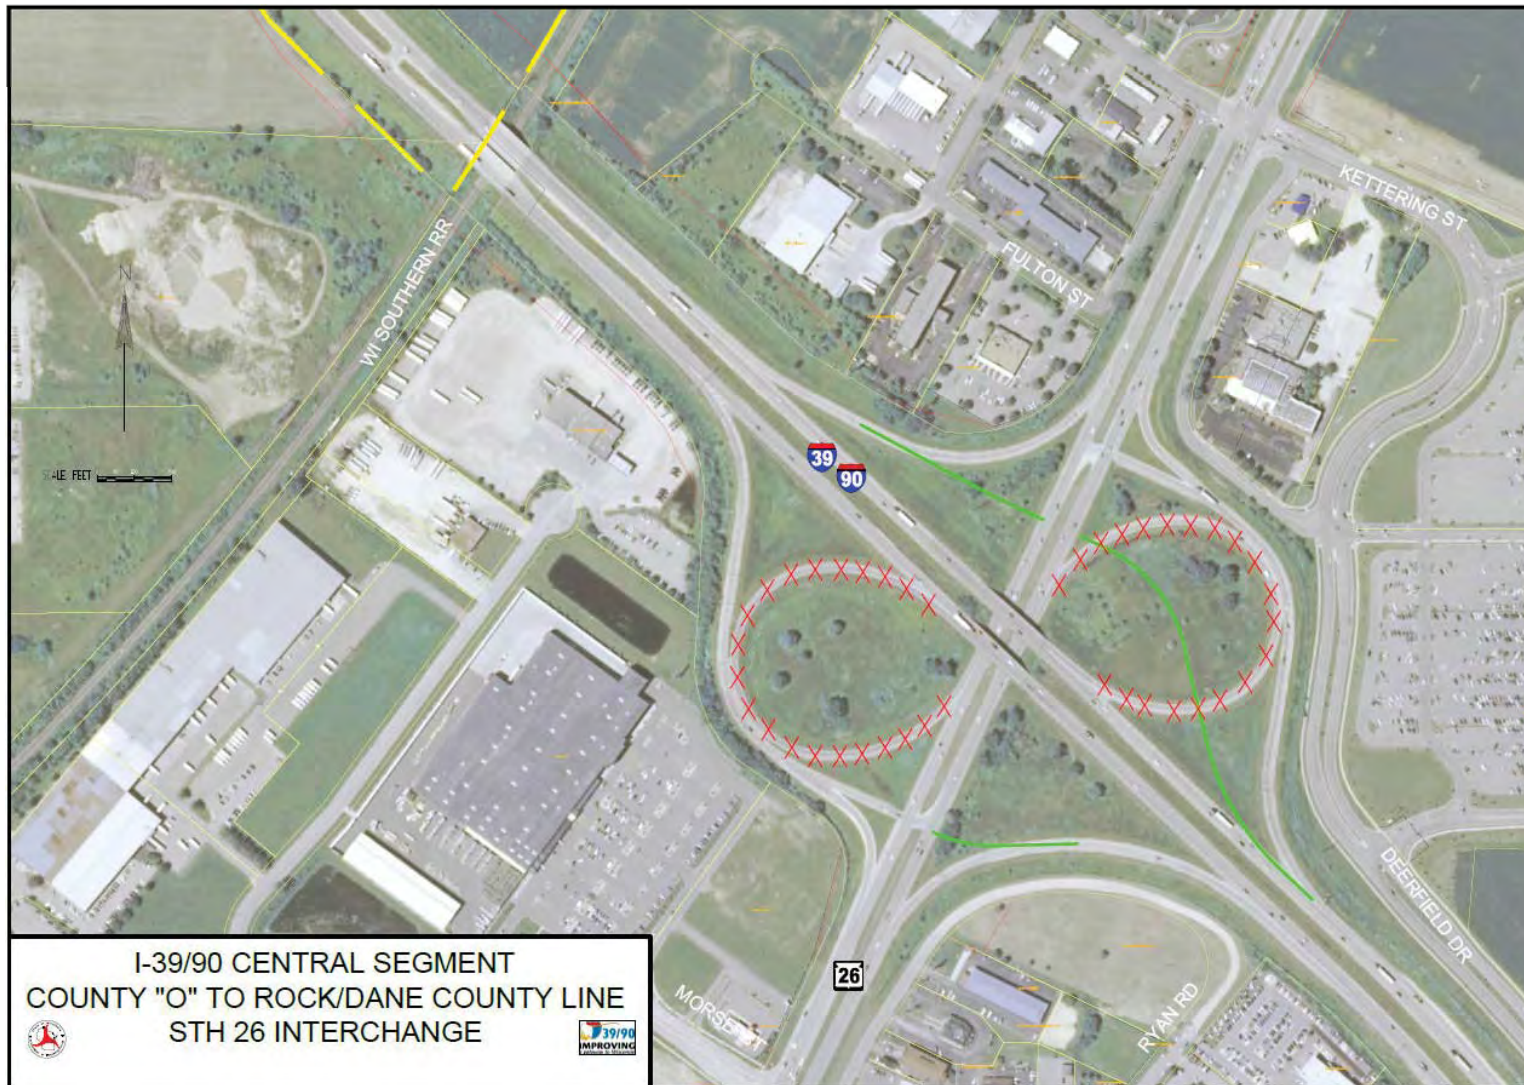 KETTERING ST
FULTON ST
WI SOUTHERN RR
N
SCALE FEET
39
90
DEERFIELD DR
26
MORSE
RYAN RD
I-39/90 CENTRAL SEGMENT
COUNTY "O" TO ROCK/DANE COUNTY LINE
STH 26 INTERCHANGE
39/90
IMPROVING